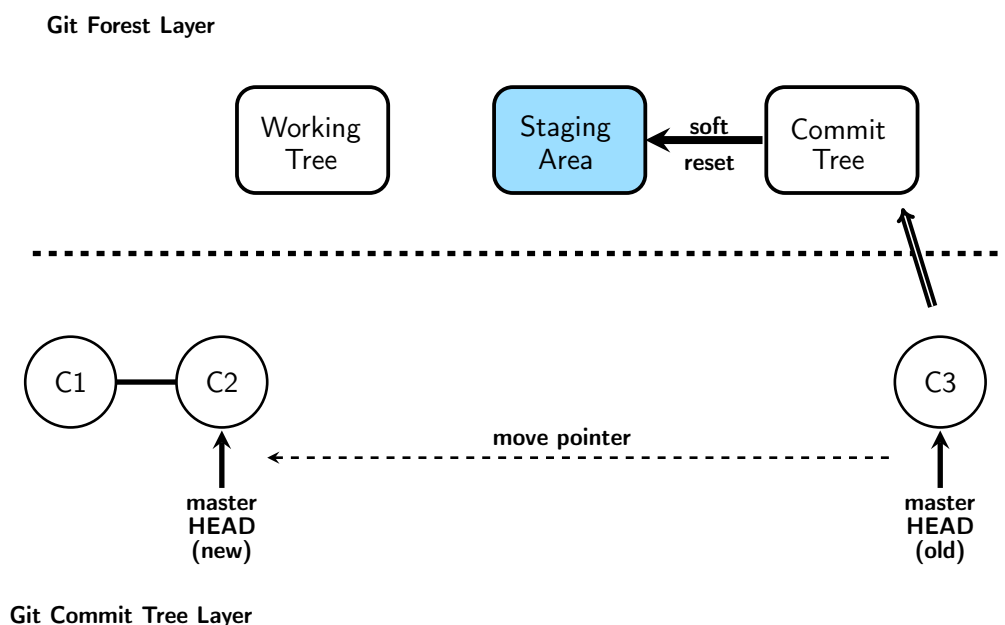 Git Forest Layer
Working
Tree
Staging
Area
soft
reset
Commit
Tree
C1
C2
C3
move pointer
master
HEAD
(new)
master
HEAD
(old)
Git Commit Tree Layer